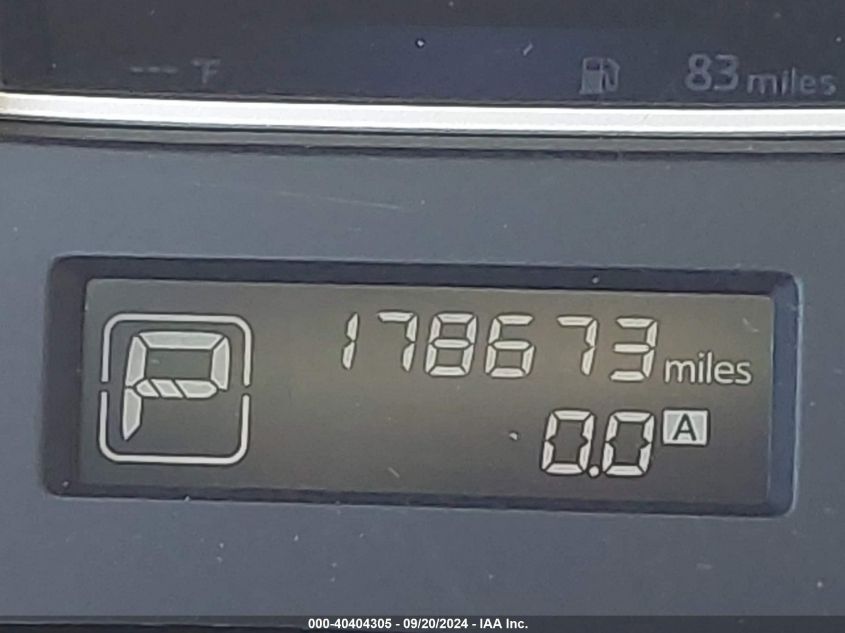 --- °F 83 miles
P 178673 miles
0.0 A
000-40404305 - 09/20/2024 - IAA Inc.